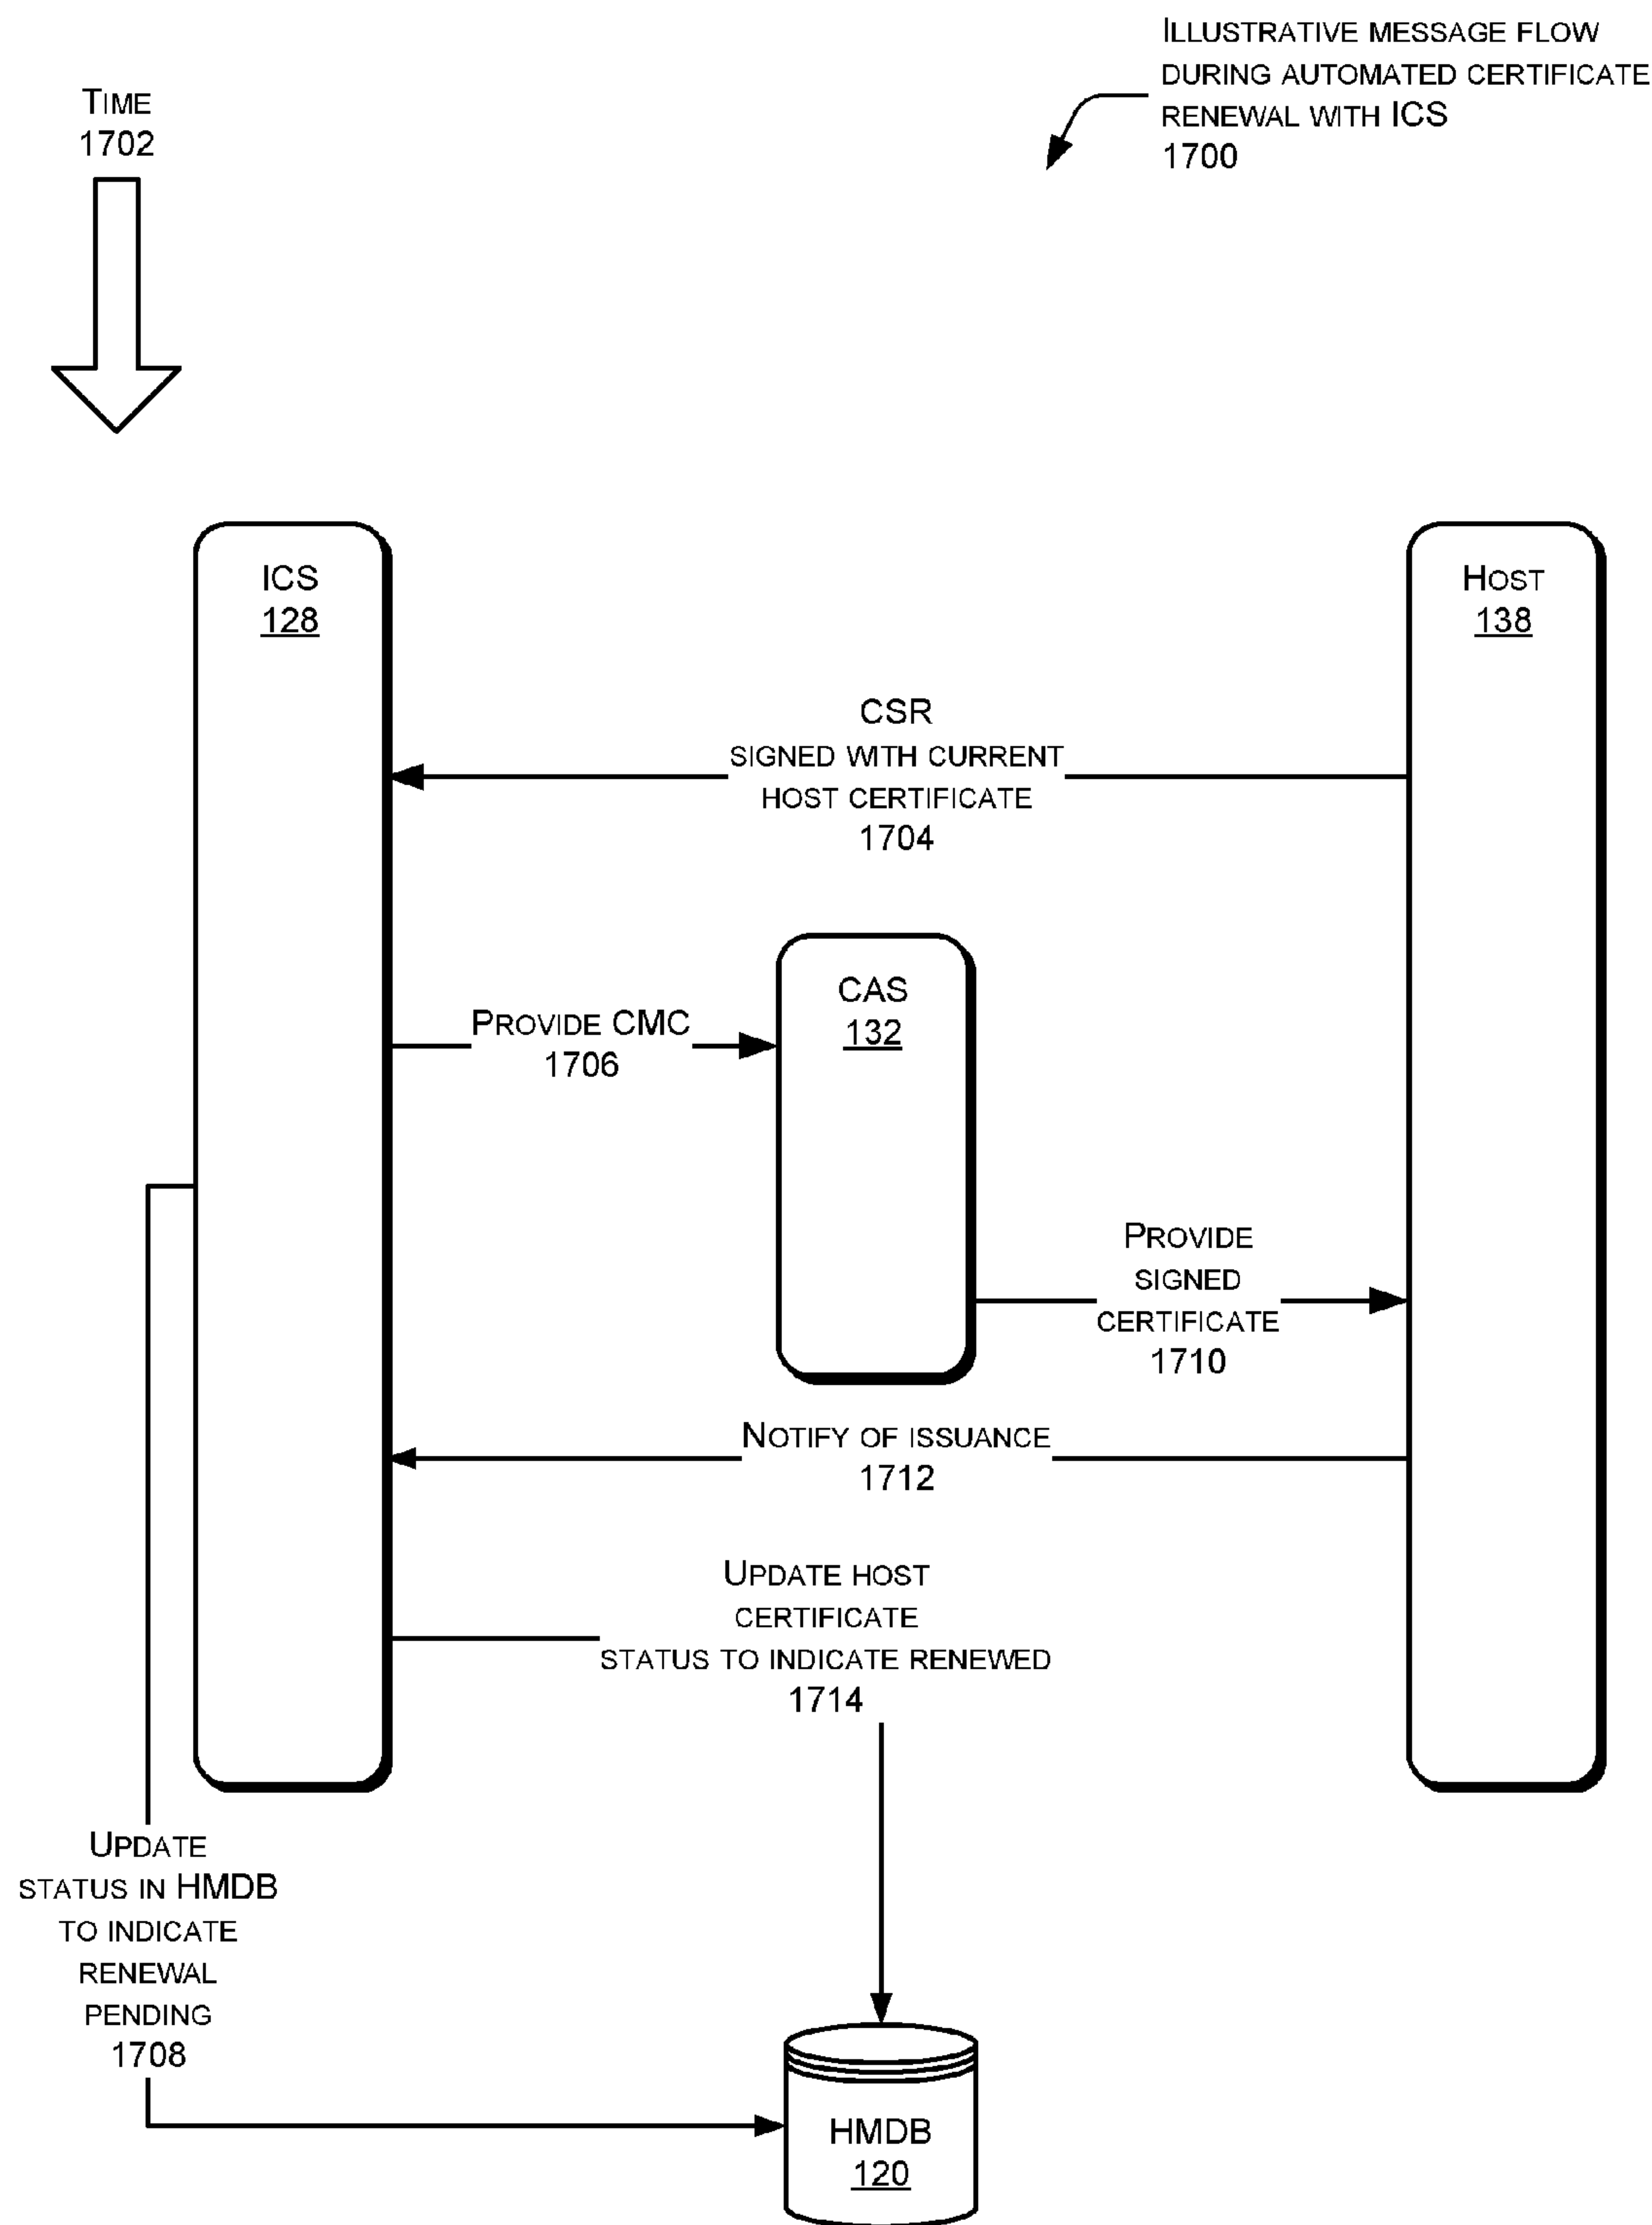 ILLUSTRATIVE MESSAGE FLOW
DURING AUTOMATED CERTIFICATE
RENEWAL WITH ICS
1700
TIME
1702
ICS
128
HOST
138
CSR
SIGNED WITH CURRENT
HOST CERTIFICATE
1704
CAS
132
PROVIDE CMC
1706
PROVIDE
SIGNED
CERTIFICATE
1710
NOTIFY OF ISSUANCE
1712
UPDATE HOST
CERTIFICATE
STATUS TO INDICATE RENEWED
1714
UPDATE
STATUS IN HMDB
TO INDICATE
RENEWAL
PENDING
1708
HMDB
120